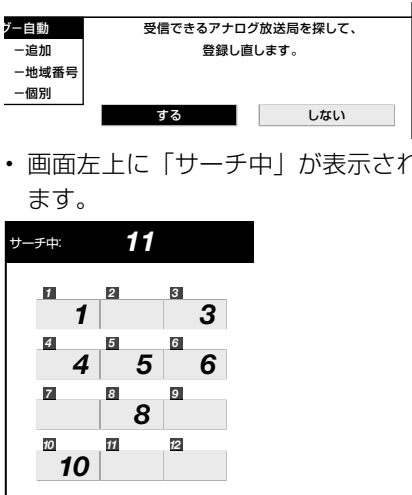 グー自動
受信できるアナログ放送局を探して、
ー追加
登録し直します。
ー地域番号
ー個別
する
しない
・画面左上に「サーチ中」が表示され
ます。
サーチ中: 11
1 2 3
1 3
4 5 6
4 5 6
7 8 9
8
10 11 12
10